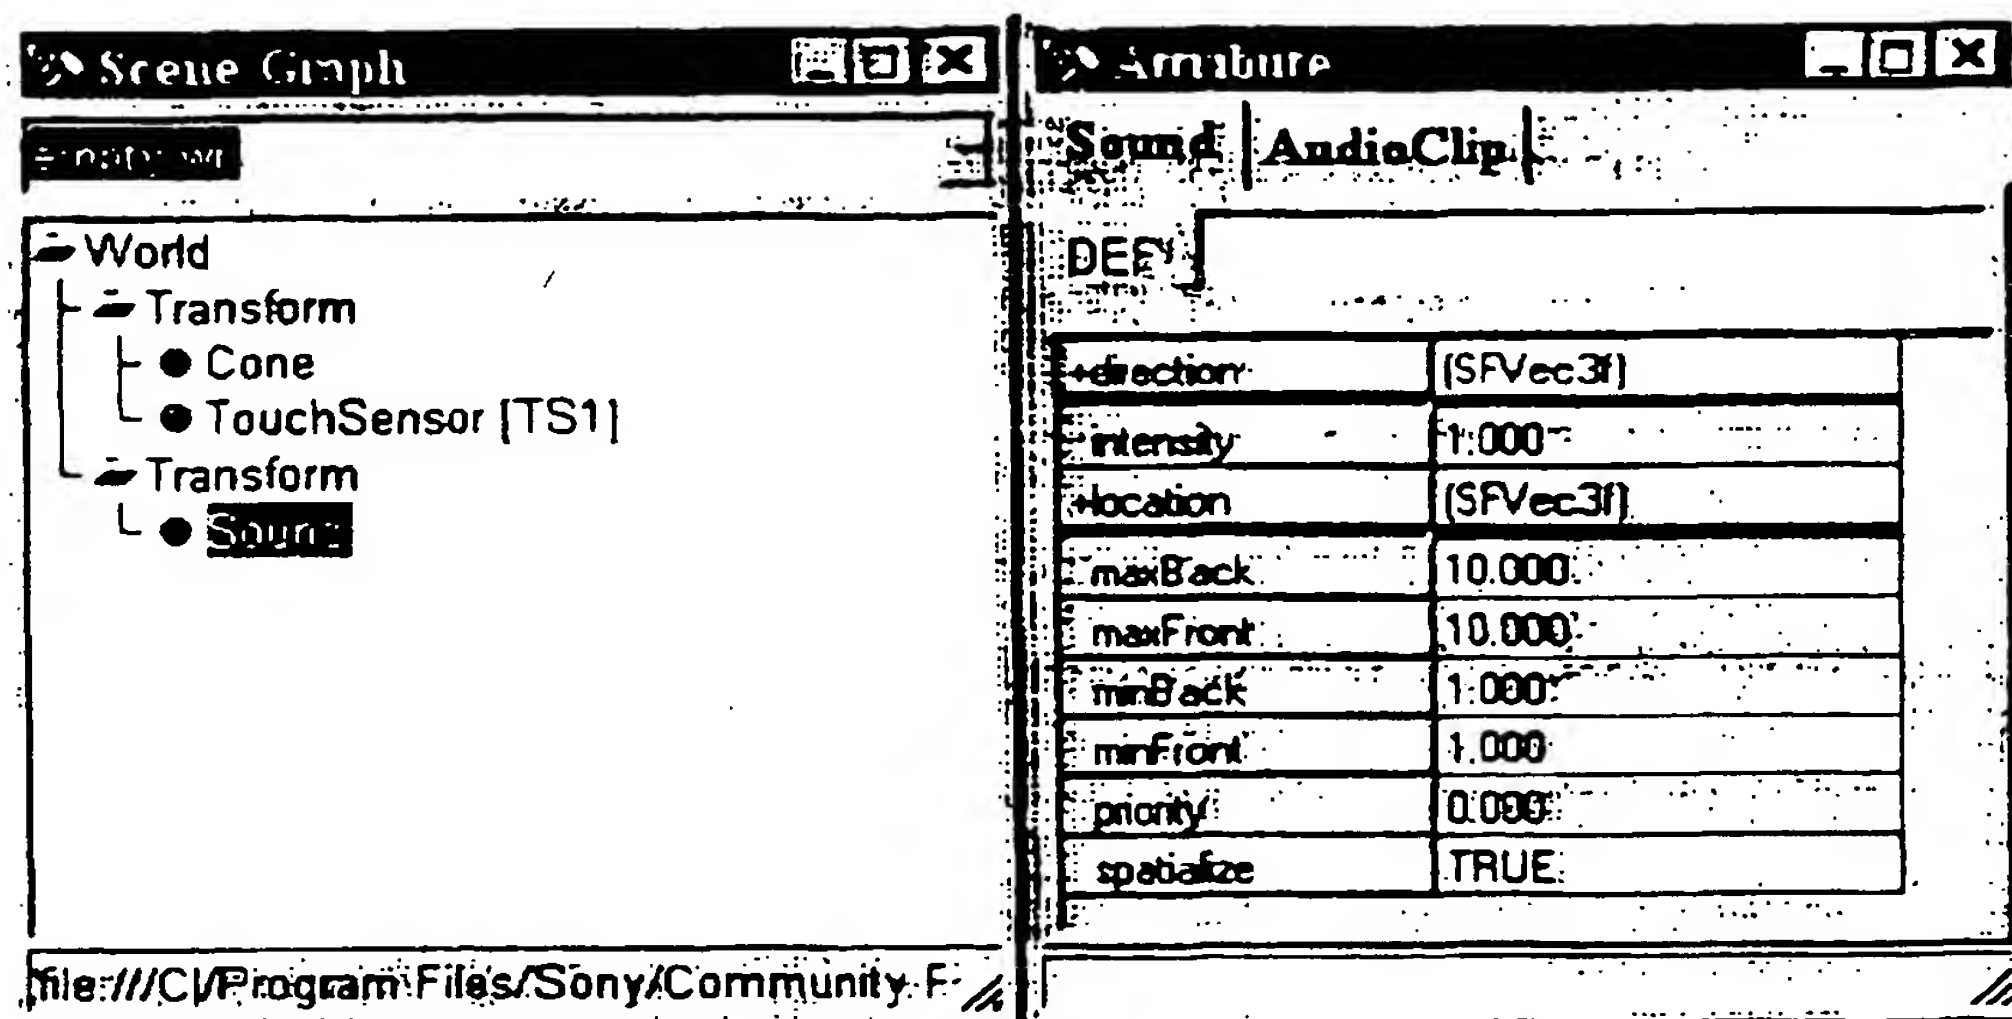 Scene Graph
World
Transform
Cone
TouchSensor [TS1]
Transform
Sound
file:///C|/Program Files/Sony/Community P
Attribute
Sound AudioClip
DEF
+direction (SFVec3f)
intensity 1.000
+location (SFVec3f)
maxBack 10.000
maxFront 10.000
minBack 1.000
minFront 1.000
priority 0.000
spatialize TRUE